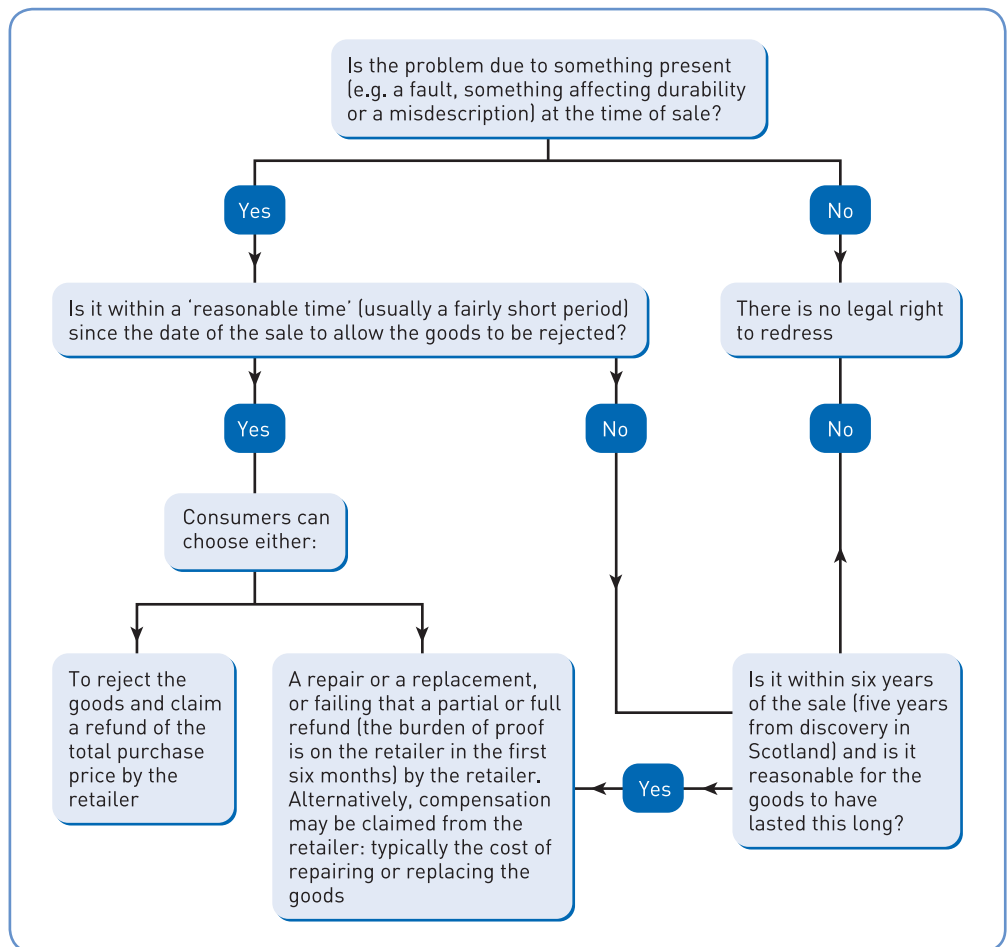 Is the problem due to something present
(e.g. a fault, something affecting durability
or a misdescription) at the time of sale?
Yes
No
Is it within a ‘reasonable time’ (usually a fairly short period)
since the date of the sale to allow the goods to be rejected?
There is no legal right
to redress
Yes
No
No
Consumers can
choose either:
To reject the
goods and claim
a refund of the
total purchase
price by the
retailer
A repair or a replacement,
or failing that a partial or full
refund (the burden of proof
is on the retailer in the first
six months) by the retailer.
Alternatively, compensation
may be claimed from the
retailer: typically the cost of
repairing or replacing the
goods
Yes
Is it within six years
of the sale (five years
from discovery in
Scotland) and is it
reasonable for the
goods to have
lasted this long?